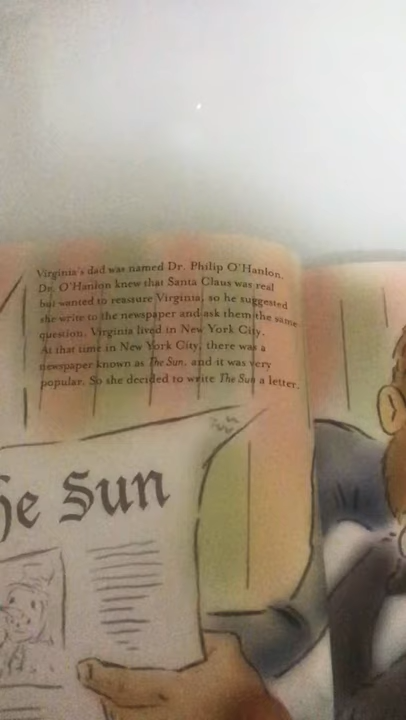 Virginia's dad was named Dr. Philip O'Hanlon.
Dr. O'Hanlon knew that Santa Claus was real
but wanted to reassure Virginia, so he suggested
she write to the newspaper and ask them the same
question. Virginia lived in New York City.
At that time in New York City, there was a
newspaper known as The Sun, and it was very
popular. So she decided to write The Sun a letter.
he Sun